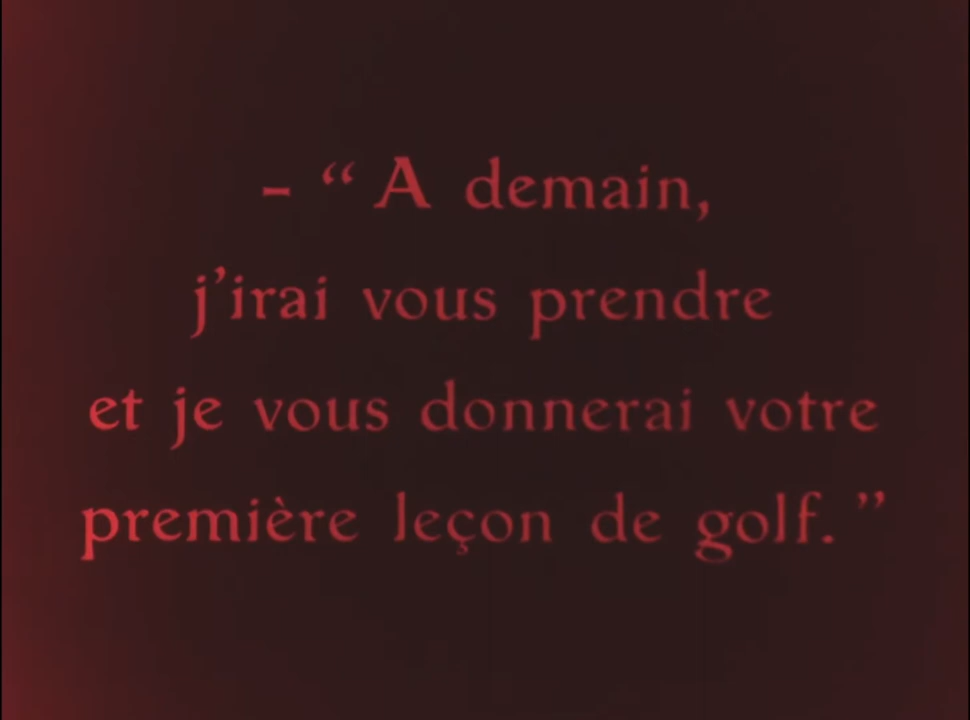 – “ A demain,
j’irai vous prendre
et je vous donnerai votre
première leçon de golf. ”